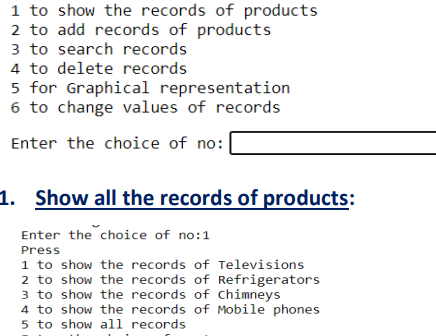 1 to show the records of products
2 to add records of products
3 to search records
4 to delete records
5 for Graphical representation
6 to change values of records
Enter the choice of no:
1. Show all the records of products:
Enter the choice of no:1
Press
1 to show the records of Televisions
2 to show the records of Refrigerators
3 to show the records of Chimneys
4 to show the records of Mobile phones
5 to show all records